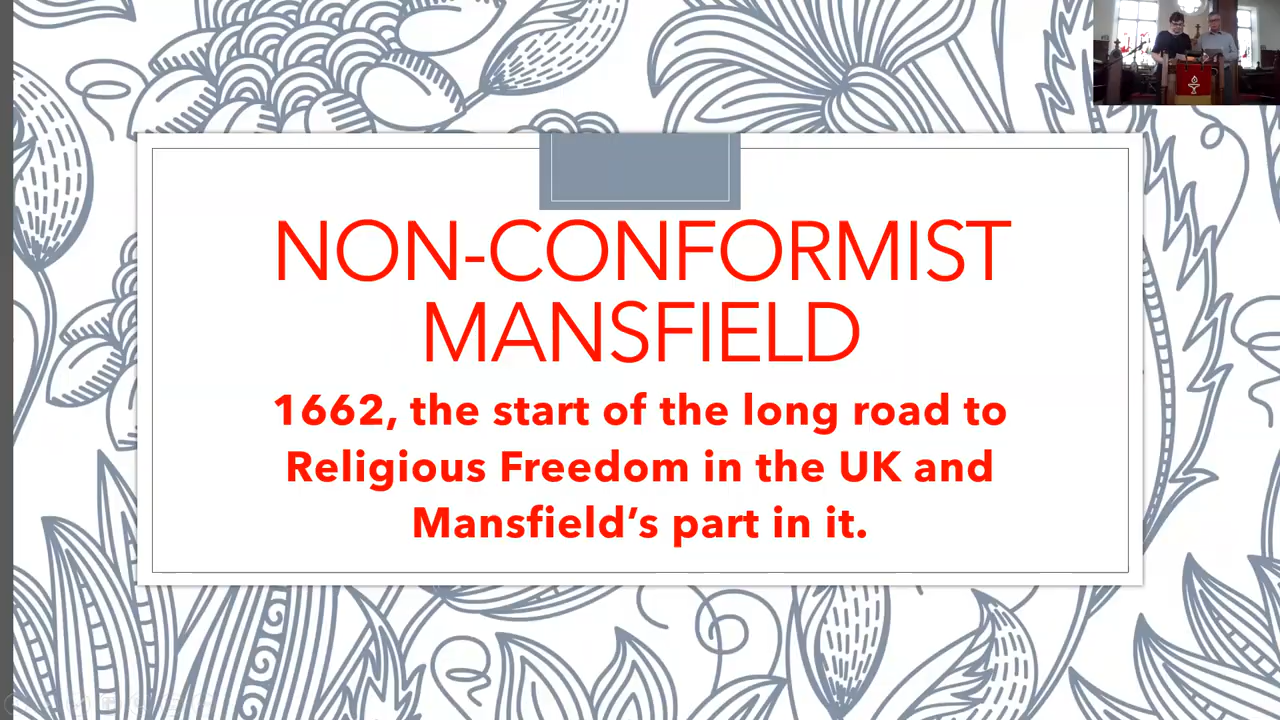 NON-CONFORMIST
MANSFIELD
1662, the start of the long road to
Religious Freedom in the UK and
Mansfield’s part in it.